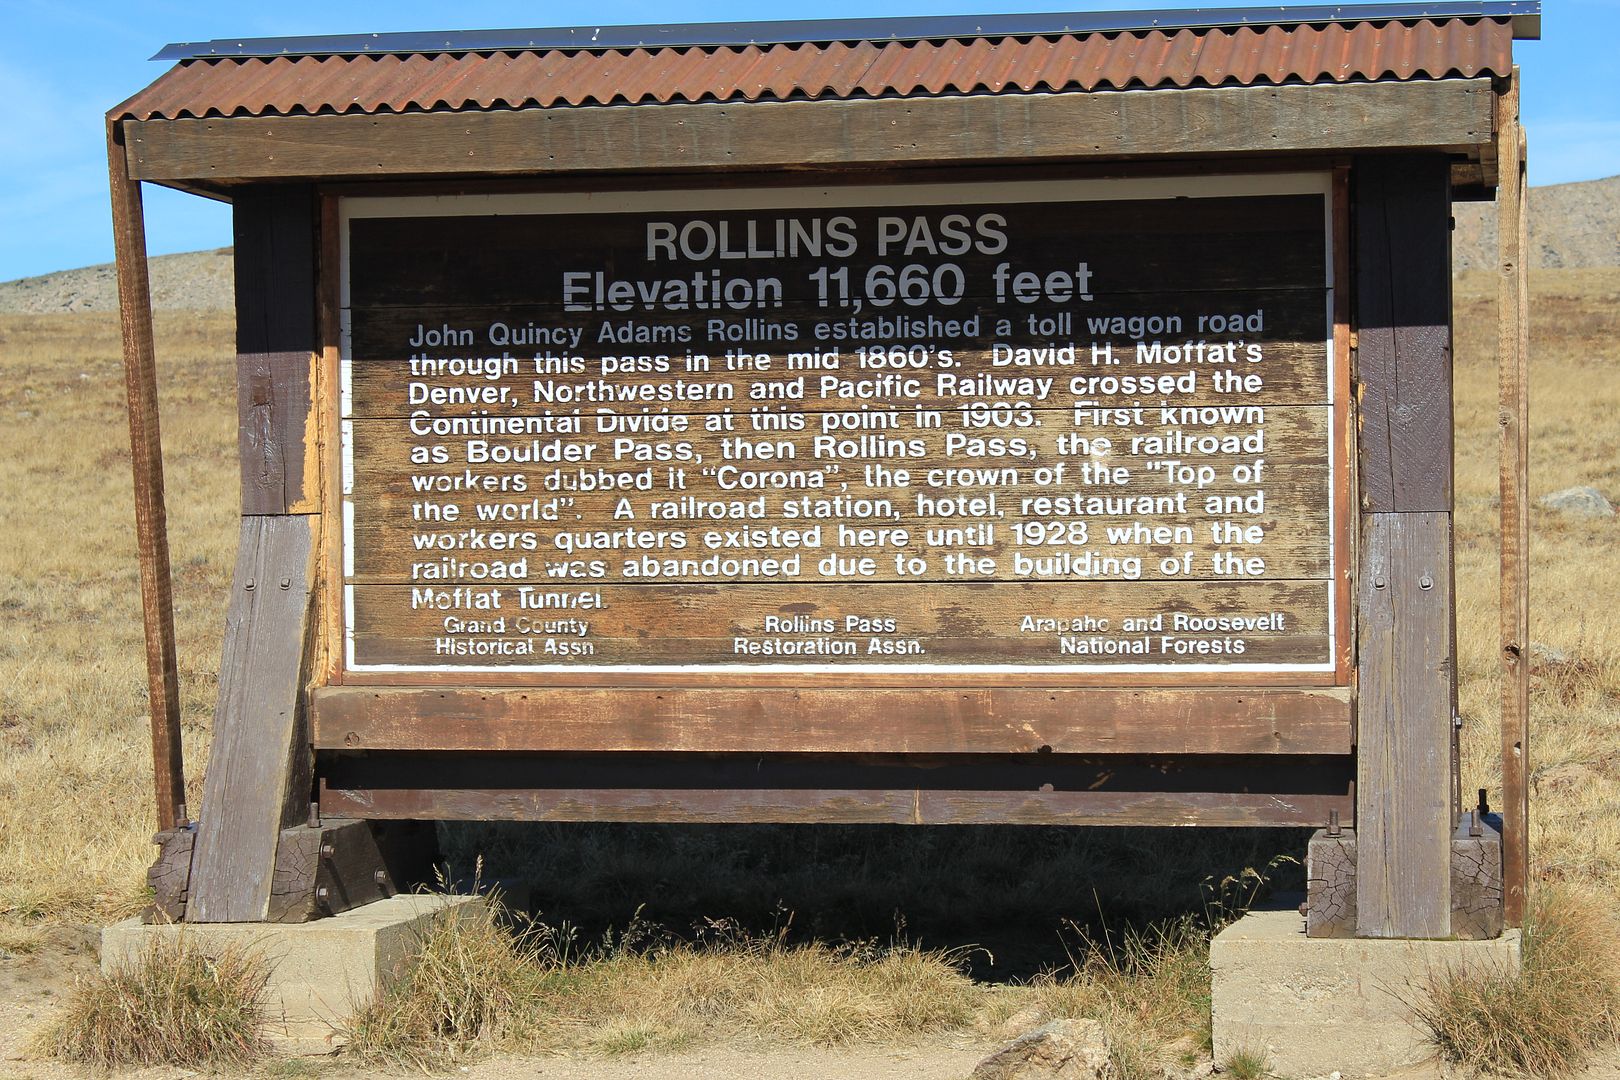 ROLLINS PASS
Elevation 11,660 feet
John Quincy Adams Rollins established a toll wagon road
through this pass in the mid 1860's. David H. Moffat's
Denver, Northwestern and Pacific Railway crossed the
Continental Divide at this point in 1903. First known
as Boulder Pass, then Rollins Pass, the railroad
workers dubbed it "Corona", the crown of the "Top of
the world". A railroad station, hotel, restaurant and
workers quarters existed here until 1928 when the
railroad was abandoned due to the building of the
Moffat Tunnel.
Grand County Rollins Pass Arapaho and Roosevelt
Historical Assn Restoration Assn. National Forests